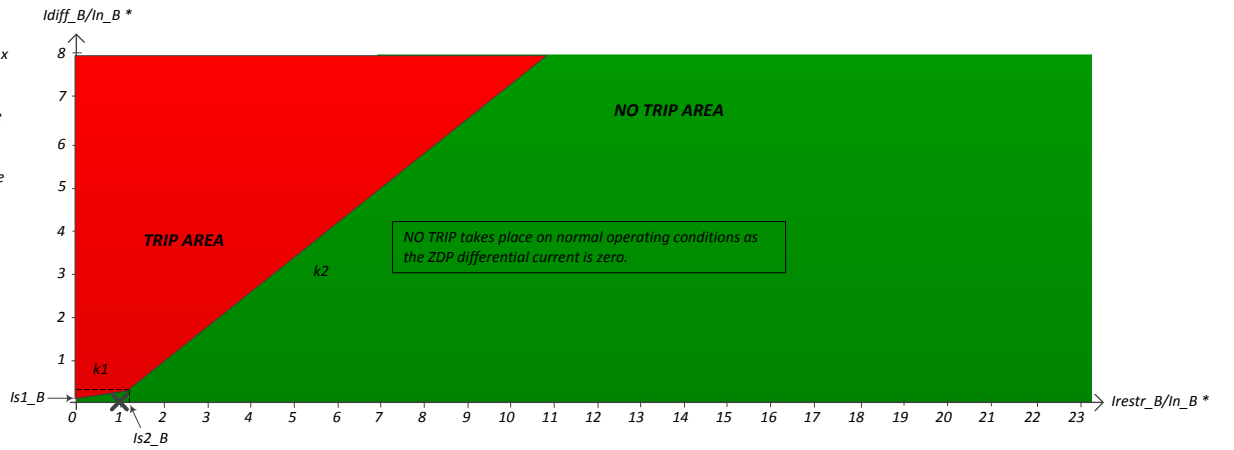 Idiff_B/In_B *
x
8
7
NO TRIP AREA
6
e
5
4
TRIP AREA
NO TRIP takes place on normal operating conditions as
the ZDP differential current is zero.
3
k2
2
1
k1
Is1_B
0 1 2 3 4 5 6 7 8 9 10 11 12 13 14 15 16 17 18 19 20 21 22 23
Irestr_B/In_B *
Is2_B